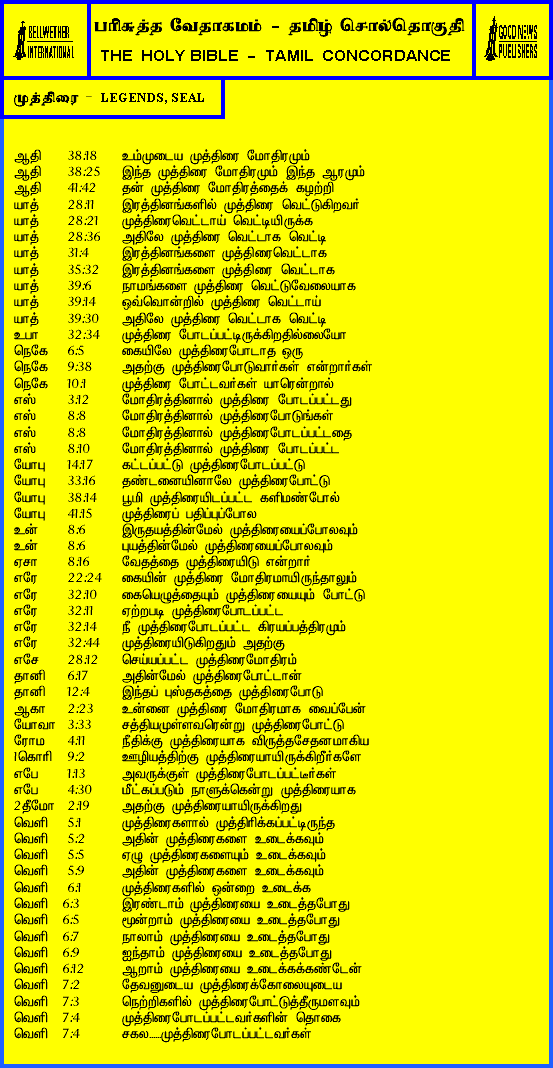 BELLWETHER
INTERNATIONAL
பரிசுத்த வேதாகமம் - தமிழ் சொல்தொகுதி
THE HOLY BIBLE - TAMIL CONCORDANCE
GOOD NEWS
PUBLISHERS
முத்திரை - LEGENDS, SEAL
ஆதி 38:18 உம்முடைய முத்திரை மோதிரமும்
ஆதி 38:25 இந்த முத்திரை மோதிரமும் இந்த ஆரமும்
ஆதி 41:42 தன் முத்திரை மோதிரத்தைக் கழற்றி
யாத் 28:11 இரத்தினங்களில் முத்திரை வெட்டுகிறவர்
யாத் 28:21 முத்திரைவெட்டாய் வெட்டியிருக்க
யாத் 28:36 அதிலே முத்திரை வெட்டாக வெட்டி
யாத் 31:4 இரத்தினங்களை முத்திரைவெட்டாக
யாத் 35:32 இரத்தினங்களை முத்திரை வெட்டாக
யாத் 39:6 நாமங்களை முத்திரை வெட்டுவேலையாக
யாத் 39:14 ஒவ்வொன்றில் முத்திரை வெட்டாய்
யாத் 39:30 அதிலே முத்திரை வெட்டாக வெட்டி
உபா 32:34 முத்திரை போடப்பட்டிருக்கிறதில்லையோ
நெகே 6:5 கையிலே முத்திரைபோடாத ஒரு
நெகே 9:38 அதற்கு முத்திரைபோடுவார்கள் என்றார்கள்
நெகே 10:1 முத்திரை போட்டவர்கள் யாரென்றால்
எஸ் 3:12 மோதிரத்தினால் முத்திரை போடப்பட்டது
எஸ் 8:8 மோதிரத்தினால் முத்திரைபோடுங்கள்
எஸ் 8:8 மோதிரத்தினால் முத்திரைபோடப்பட்டதை
எஸ் 8:10 மோதிரத்தினால் முத்திரை போடப்பட்ட
யோபு 14:17 கட்டப்பட்டு முத்திரைபோடப்பட்டு
யோபு 33:16 தண்டனையினாலே முத்திரைபோட்டு
யோபு 38:14 பூமி முத்திரையிடப்பட்ட களிமண்போல்
யோபு 41:15 முத்திரைப் பதிப்புப்போல
உன் 8:6 இருதயத்தின்மேல் முத்திரையைப்போலவும்
உன் 8:6 புயத்தின்மேல் முத்திரையைப்போலவும்
ஏசா 8:16 வேதத்தை முத்திரையிடு என்றார்
எரே 22:24 கையின் முத்திரை மோதிரமாயிருந்தாலும்
எரே 32:10 கையெழுத்தையும் முத்திரையையும் போட்டு
எரே 32:11 ஏற்றபடி முத்திரைபோடப்பட்ட
எரே 32:14 நீ முத்திரைபோடப்பட்ட கிரயப்பத்திரமும்
எரே 32:44 முத்திரையிடுகிறதும் அதற்கு
எசே 28:12 செய்யப்பட்ட முத்திரைமோதிரம்
தானி 6:17 அதின்மேல் முத்திரைபோட்டான்
தானி 12:4 இந்தப் புஸ்தகத்தை முத்திரைபோடு
ஆகா 2:23 உன்னை முத்திரை மோதிரமாக வைப்பேன்
யோவா 3:33 சத்தியமுள்ளவரென்று முத்திரைபோட்டு
ரோம 4:11 நீதிக்கு முத்திரையாக விருத்தசேதனமாகிய
1கொரி 9:2 ஊழியத்திற்கு முத்திரையாயிருக்கிறீர்களே
எபே 1:13 அவருக்குள் முத்திரைபோடப்பட்டீர்கள்
எபே 4:30 மீட்கப்படும் நாளுக்கென்று முத்திரையாக
2தீமோ 2:19 அதற்கு முத்திரையாயிருக்கிறது
வெளி 5:1 முத்திரைகளால் முத்திரிக்கப்பட்டிருந்த
வெளி 5:2 அதின் முத்திரைகளை உடைக்கவும்
வெளி 5:5 ஏழு முத்திரைகளையும் உடைக்கவும்
வெளி 5:9 அதின் முத்திரைகளை உடைக்கவும்
வெளி 6:1 முத்திரைகளில் ஒன்றை உடைக்க
வெளி 6:3 இரண்டாம் முத்திரையை உடைத்தபோது
வெளி 6:5 மூன்றாம் முத்திரையை உடைத்தபோது
வெளி 6:7 நாலாம் முத்திரையை உடைத்தபோது
வெளி 6:9 ஐந்தாம் முத்திரையை உடைத்தபோது
வெளி 6:12 ஆறாம் முத்திரையை உடைக்கக்கண்டேன்
வெளி 7:2 தேவனுடைய முத்திரைக்கோலையுடைய
வெளி 7:3 நெற்றிகளில் முத்திரைபோட்டுத்தீருமளவும்
வெளி 7:4 முத்திரைபோடப்பட்டவர்களின் தொகை
வெளி 7:4 சகல.....முத்திரைபோடப்பட்டவர்கள்